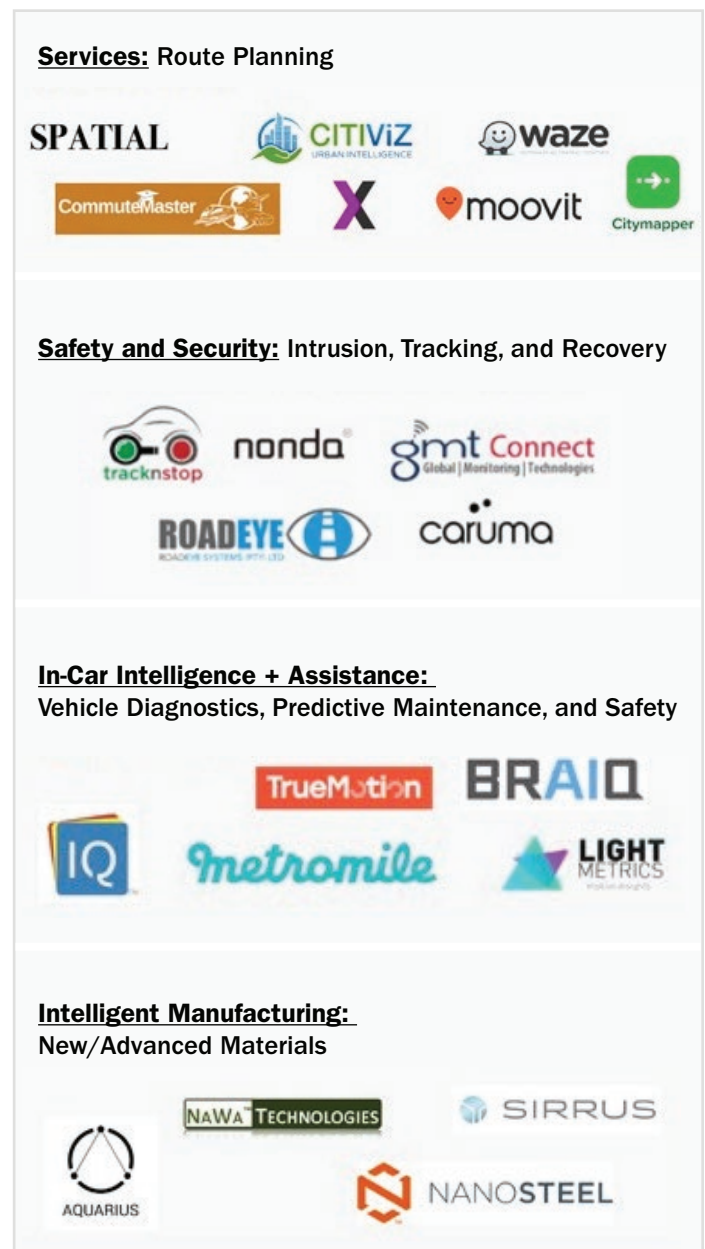 Services: Route Planning
SPATIAL
CITIViZ
URBAN INTELLIGENCE
waze
CommuteMaster
X
moovit
Citymapper
Safety and Security: Intrusion, Tracking, and Recovery
tracknstop
nonda
gmt Connect
Global | Monitoring | Technologies
ROADEYE
ROADEYE SYSTEMS PTY. LTD
caruma
In-Car Intelligence + Assistance:
Vehicle Diagnostics, Predictive Maintenance, and Safety
TrueMotion
BRAIQ
IQ
metromile
LIGHT
METRICS
Intelligent Manufacturing:
New/Advanced Materials
NAWA™ TECHNOLOGIES
SIRRUS
AQUARIUS
NANOSTEEL